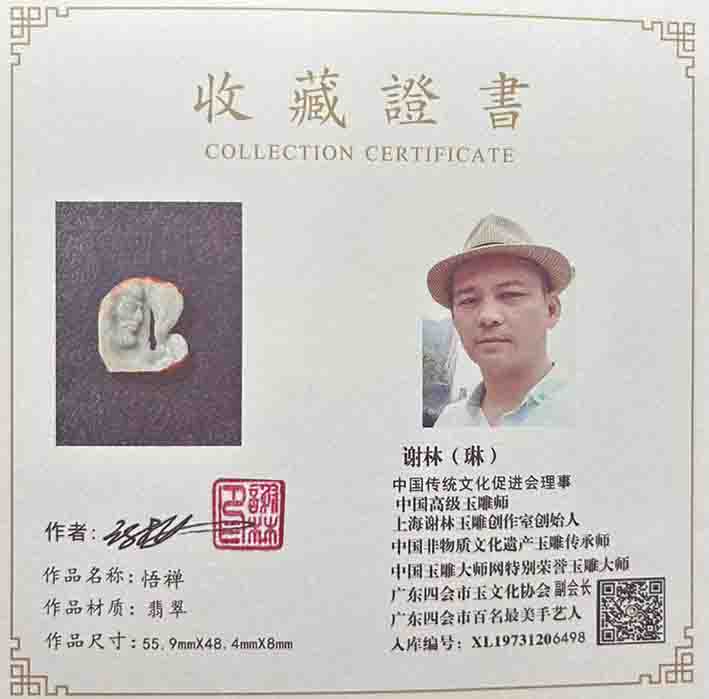 收藏證書
COLLECTION CERTIFICATE
谢林（琳）
中国传统文化促进会理事
中国高级玉雕师
上海谢林玉雕创作室创始人
中国非物质文化遗产玉雕传承师
中国玉雕大师网特别荣誉玉雕大师
广东四会市玉文化协会副会长
广东四会市百名最美手艺人
入库编号：XL19731206498
作者：
作品名称：悟禅
作品材质：翡翠
作品尺寸：55.9mmX48.4mmX8mm